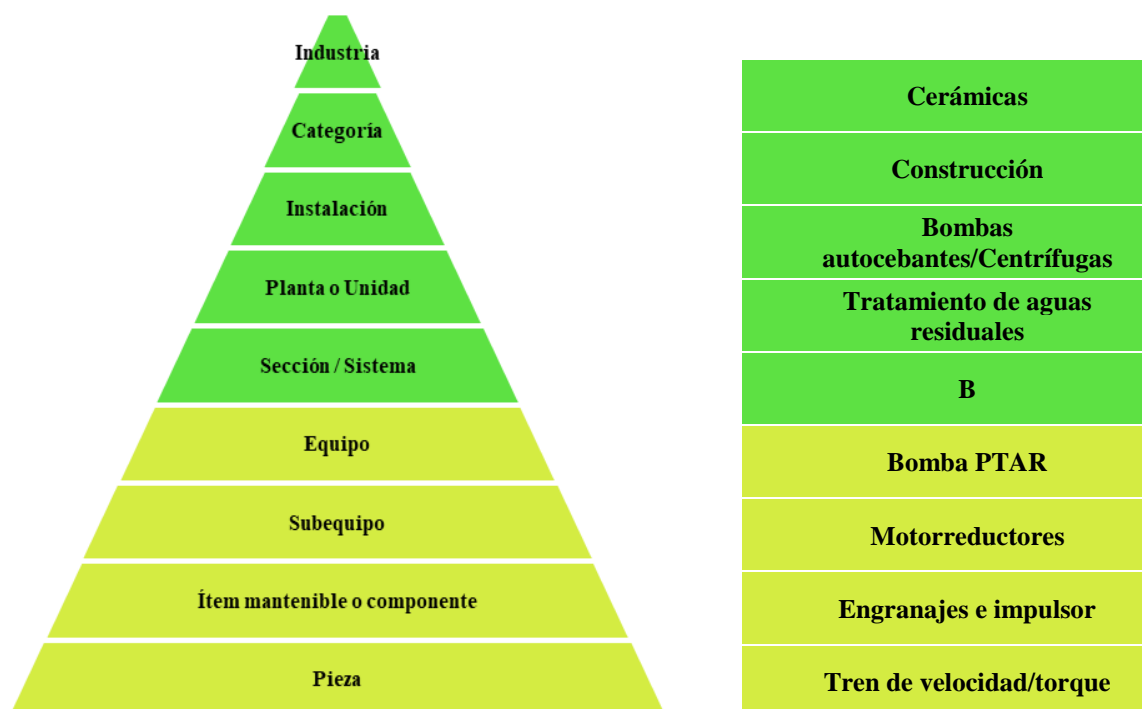 Industria
Categoría
Instalación
Planta o Unidad
Sección / Sistema
Equipo
Subequipo
Ítem mantenible o componente
Pieza
Cerámicas
Construcción
Bombas
autocebantes/Centrífugas
Tratamiento de aguas
residuales
B
Bomba PTAR
Motorreductores
Engranajes e impulsor
Tren de velocidad/torque